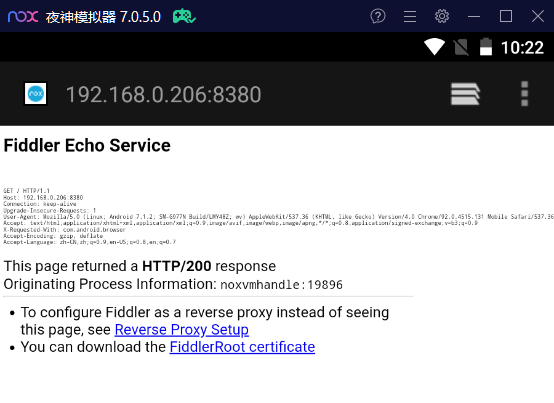 nox 夜神模拟器 7.0.5.0
10:22
nox 192.168.0.206:8380
Fiddler Echo Service
GET / HTTP/1.1
Host: 192.168.0.206:8380
Connection: keep-alive
Upgrade-Insecure-Requests: 1
User-Agent: Mozilla/5.0 (Linux; Android 7.1.2; SM-G977N Build/LMY48Z; wv) AppleWebKit/537.36 (KHTML, like Gecko) Version/4.0 Chrome/92.0.4515.131 Mobile Safari/537.36
Accept: text/html,application/xhtml+xml,application/xml;q=0.9,image/avif,image/webp,image/apng,*/*;q=0.8,application/signed-exchange;v=b3;q=0.9
X-Requested-With: com.android.browser
Accept-Encoding: gzip, deflate
Accept-Language: zh-CN,zh;q=0.9,en-US;q=0.8,en;q=0.7
This page returned a HTTP/200 response
Originating Process Information: noxvmhandle:19896
• To configure Fiddler as a reverse proxy instead of seeing
this page, see Reverse Proxy Setup
• You can download the FiddlerRoot certificate